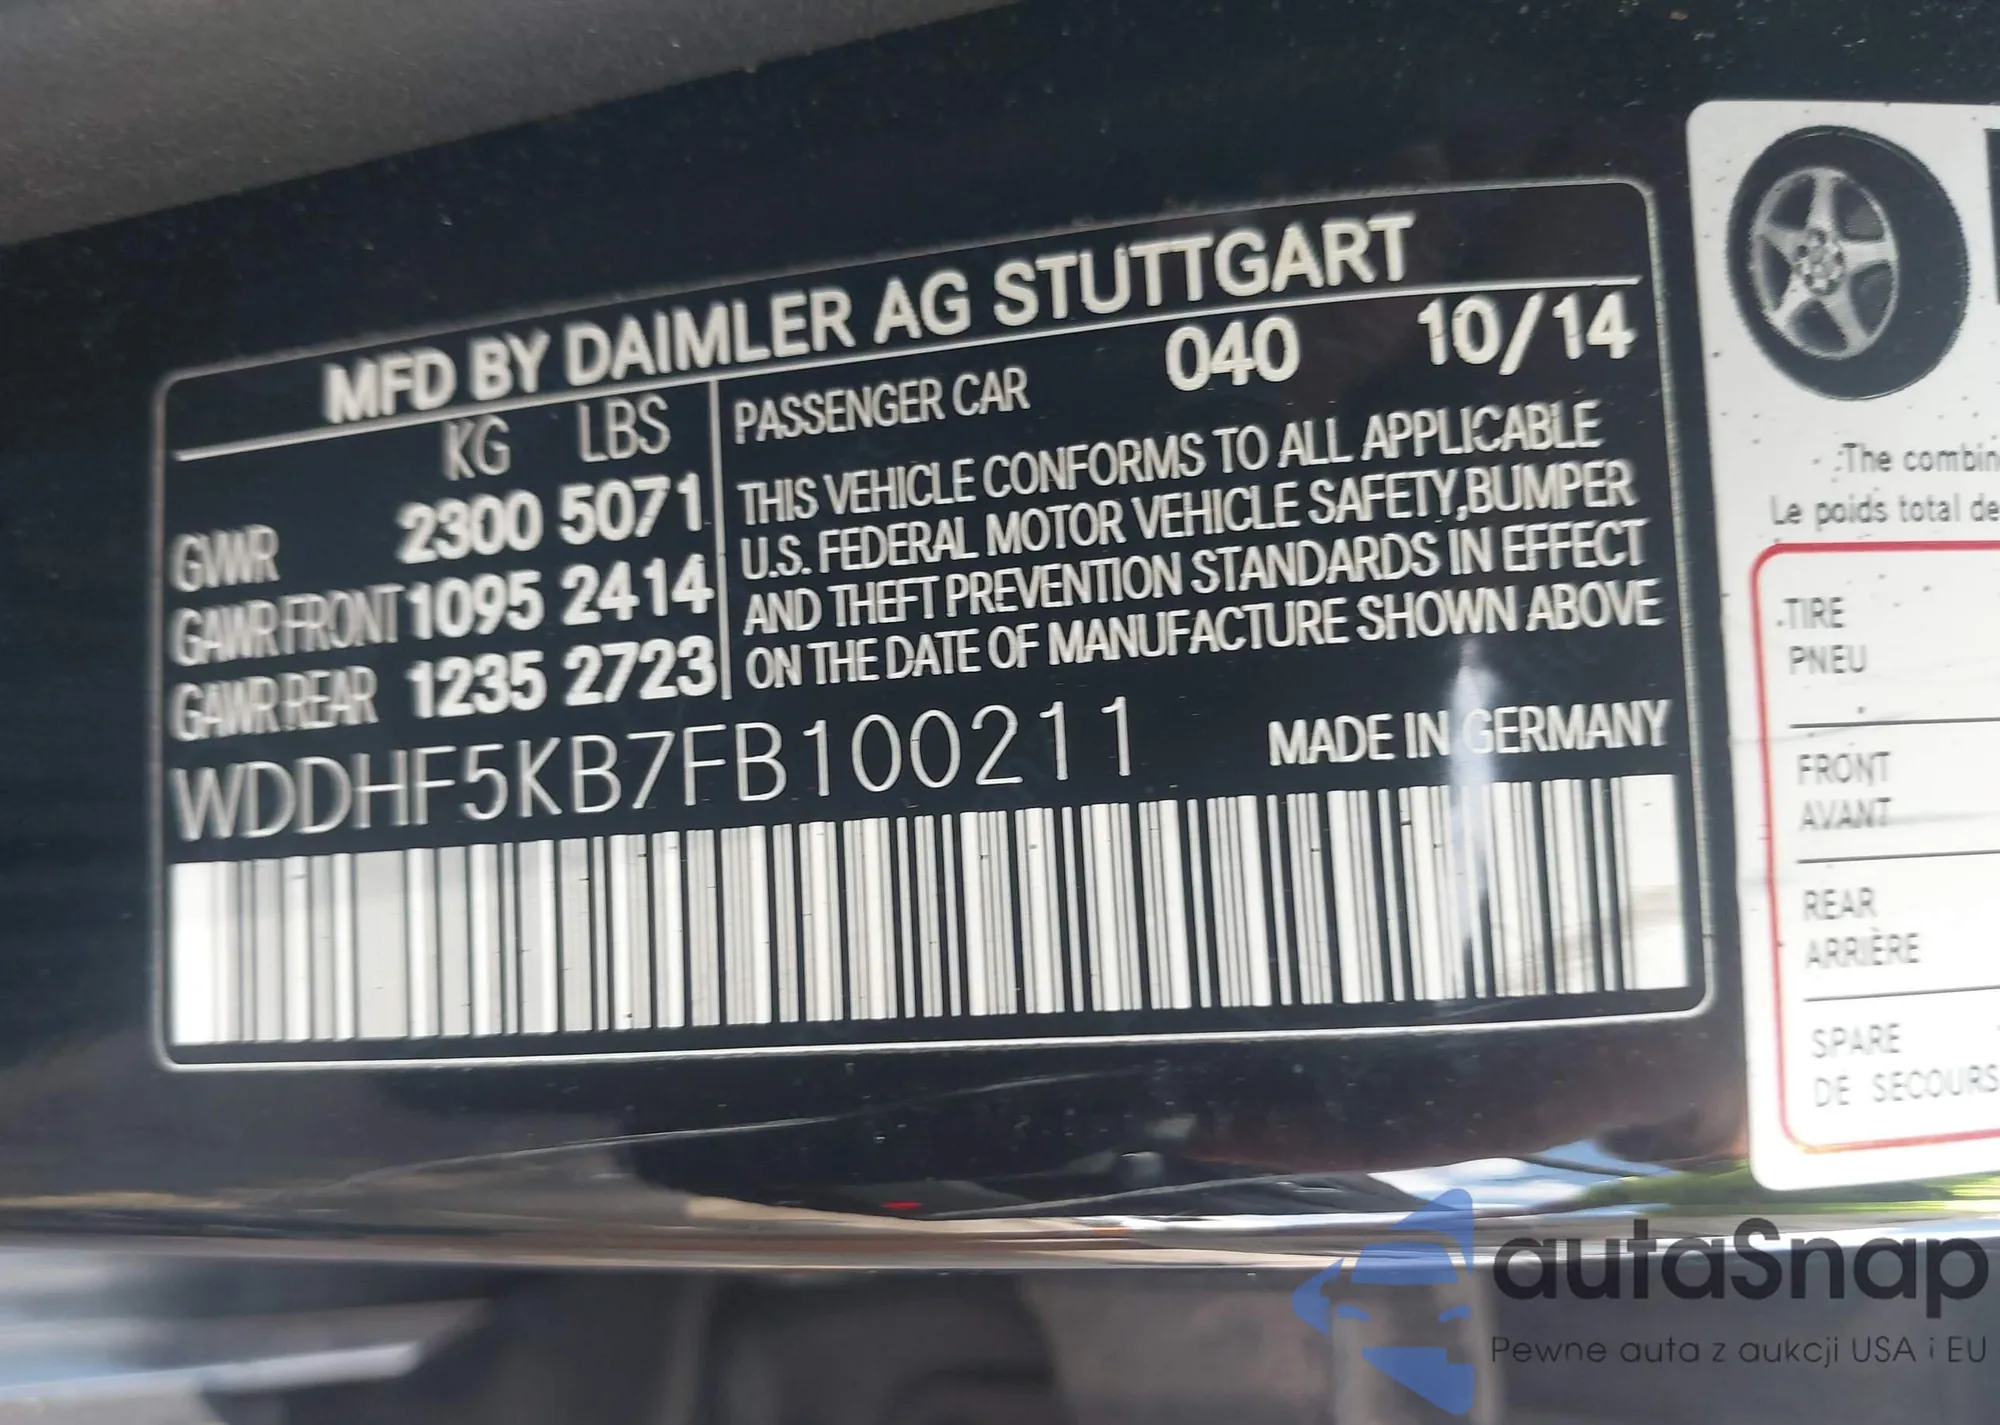 MFD BY DAIMLER AG STUTTGART
KG LBS
GVWR 2300 5071
GAWR FRONT 1095 2414
GAWR REAR 1235 2723
PASSENGER CAR 040 10/14
THIS VEHICLE CONFORMS TO ALL APPLICABLE
U.S. FEDERAL MOTOR VEHICLE SAFETY,BUMPER
AND THEFT PREVENTION STANDARDS IN EFFECT
ON THE DATE OF MANUFACTURE SHOWN ABOVE
WDDHF5KB7FB100211 MADE IN GERMANY
The combin
Le poids total de
TIRE
PNEU
FRONT
AVANT
REAR
ARRIÈRE
SPARE
DE SECOURS
autaSnap
Pewne auta z aukcji USA i EU